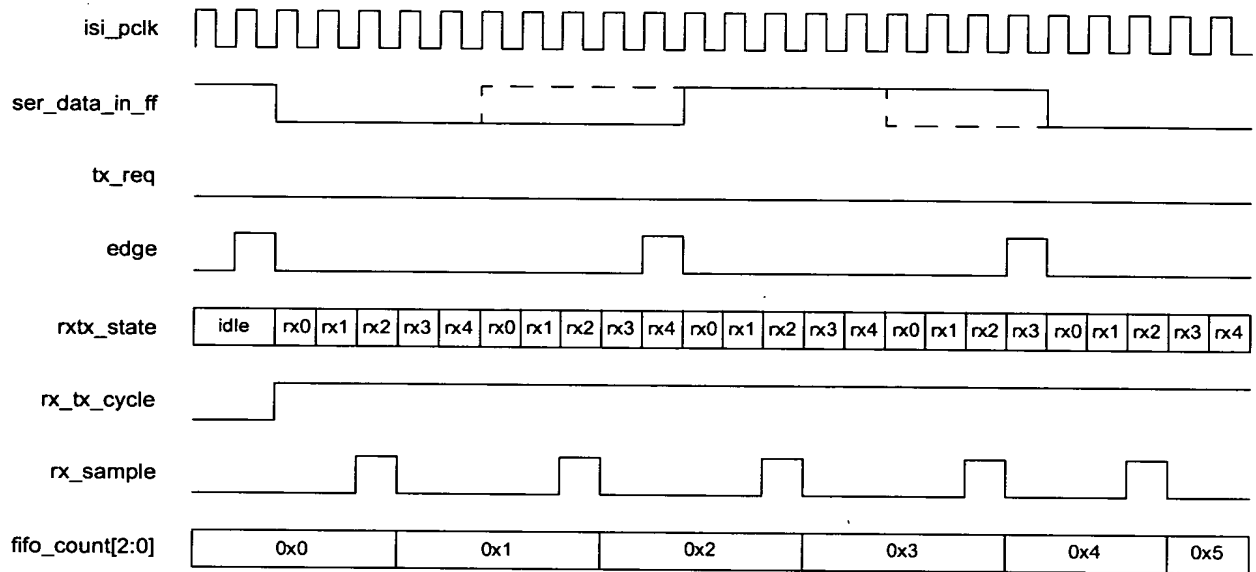 isi_pclk
ser_data_in_ff
tx_req
edge
rxtx_state idle rx0 rx1 rx2 rx3 rx4 rx0 rx1 rx2 rx3 rx4 rx0 rx1 rx2 rx3 rx4 rx0 rx1 rx2 rx3 rx0 rx1 rx2 rx3 rx4
rx_tx_cycle
rx_sample
fifo_count[2:0] 0x0 0x1 0x2 0x3 0x4 0x5